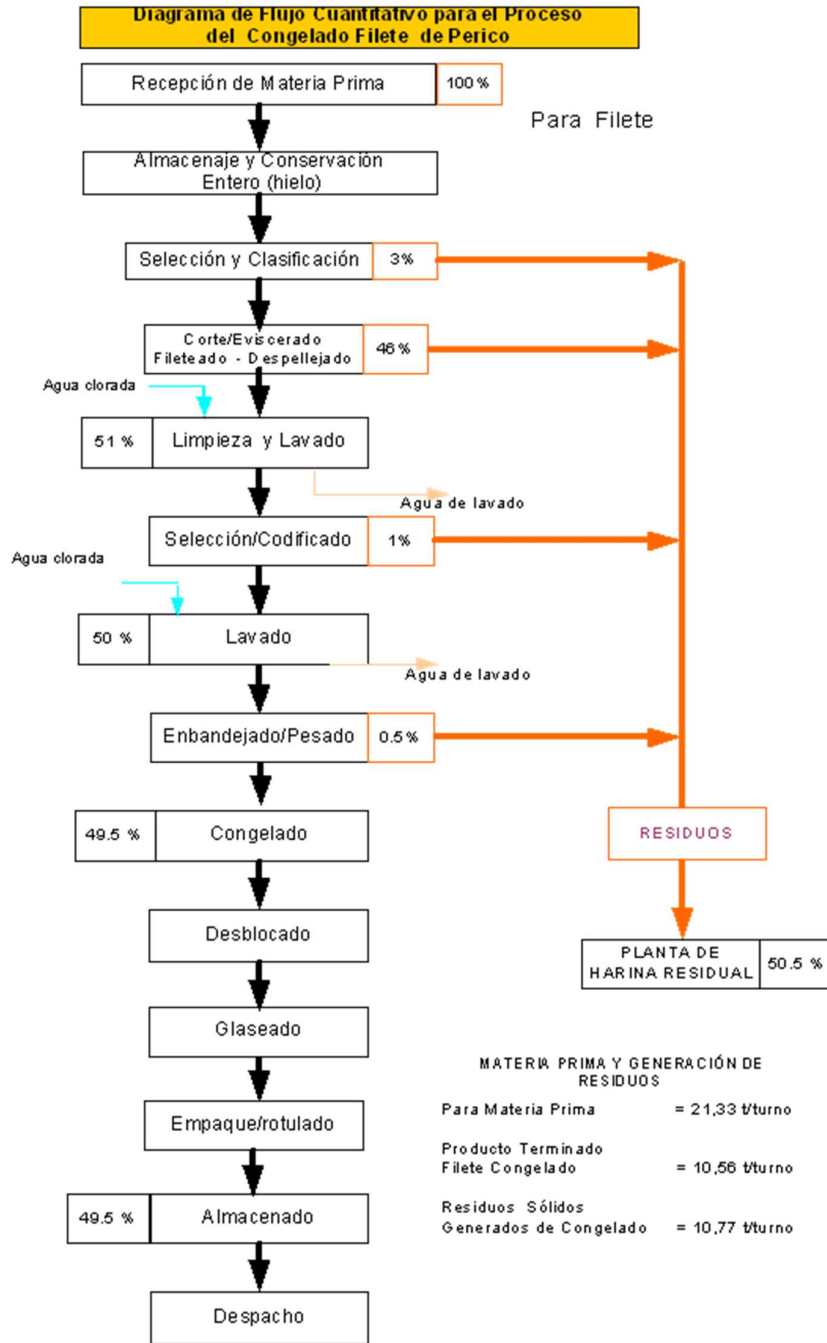 Diagrama de Flujo Cuantitativo para el Proceso
del Congelado Filete de Perico
Recepción de Materia Prima
100 %
Para Filete
Almacenaje y Conservación
Entero (hielo)
Selección y Clasificación
3%
Corte/Eviscerado
Fileteado - Despellejado
46 %
Agua clorada
51 %
Limpieza y Lavado
Agua de lavado
Selección/Codificado
1%
Agua clorada
50 %
Lavado
Agua de lavado
Enbandejado/Pesado
0.5 %
49.5 %
Congelado
RESIDUOS
Desblocado
PLANTA DE
HARINA RESIDUAL
50.5 %
Glaseado
MATERIA PRIMA Y GENERACIÓN DE
RESIDUOS
Para Materia Prima = 21,33 t/turno
Empaque/rotulado
Producto Terminado
Filete Congelado = 10,56 t/turno
49.5 %
Almacenado
Residuos Sólidos
Generados de Congelado = 10,77 t/turno
Despacho